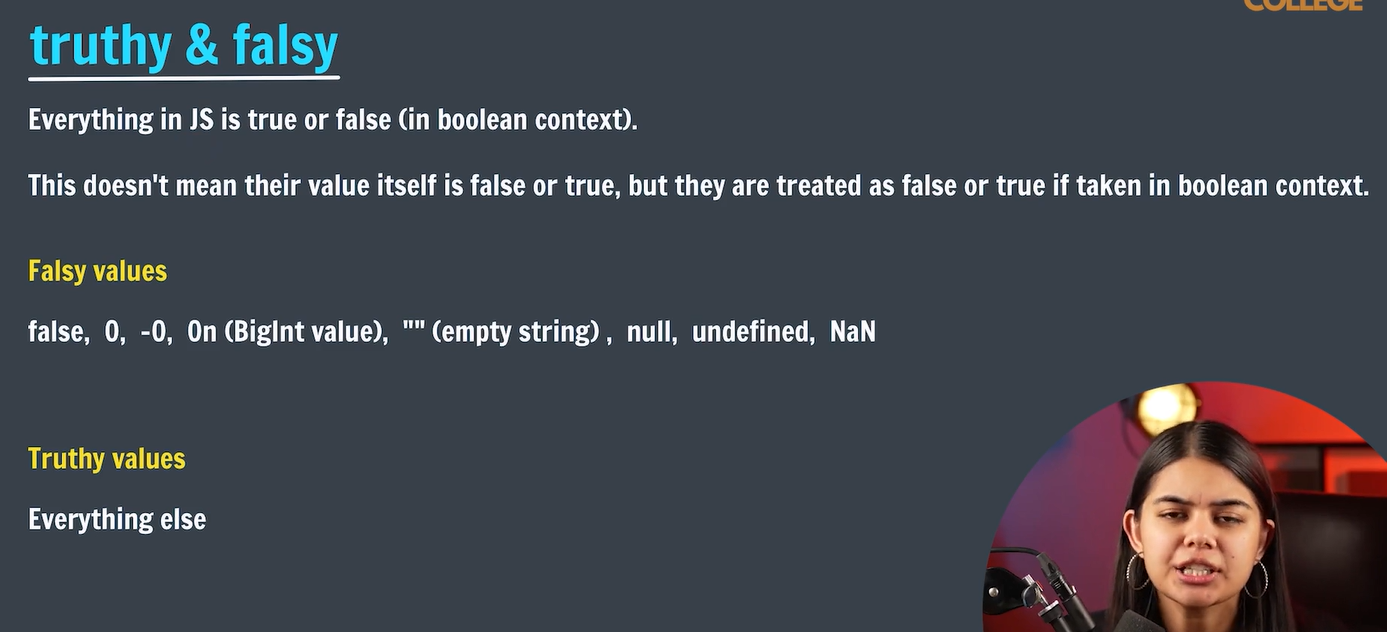 COLLEGE
truthy & falsy
Everything in JS is true or false (in boolean context).
This doesn't mean their value itself is false or true, but they are treated as false or true if taken in boolean context.
Falsy values
false, 0, -0, 0n (BigInt value), "" (empty string) , null, undefined, NaN
Truthy values
Everything else